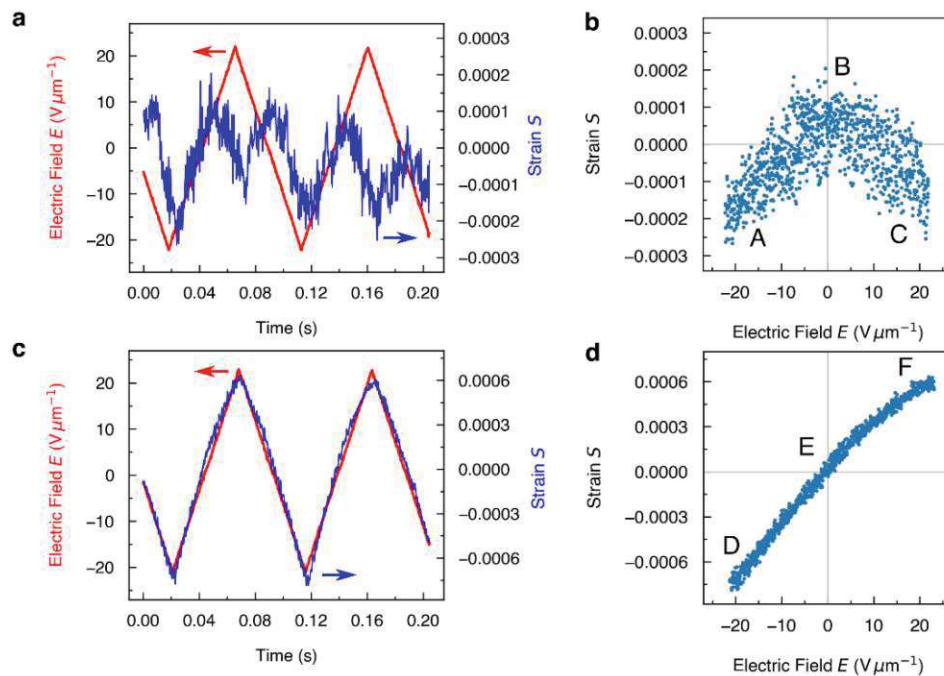 a
Electric Field E (V μm⁻¹)
20
10
0
−10
−20
0.0003
0.0002
0.0001
0.0000
−0.0001
−0.0002
−0.0003
Strain S
0.00 0.04 0.08 0.12 0.16 0.20
Time (s)
b
Strain S
0.0003
0.0002
0.0001
0.0000
−0.0001
−0.0002
−0.0003
B
A
C
−20 −10 0 10 20
Electric Field E (V μm⁻¹)
c
Electric Field E (V μm⁻¹)
20
10
0
−10
−20
0.0006
0.0003
0.0000
−0.0003
−0.0006
Strain S
0.00 0.04 0.08 0.12 0.16 0.20
Time (s)
d
Strain S
0.0006
0.0003
0.0000
−0.0003
−0.0006
F
E
D
−20 −10 0 10 20
Electric Field E (V μm⁻¹)